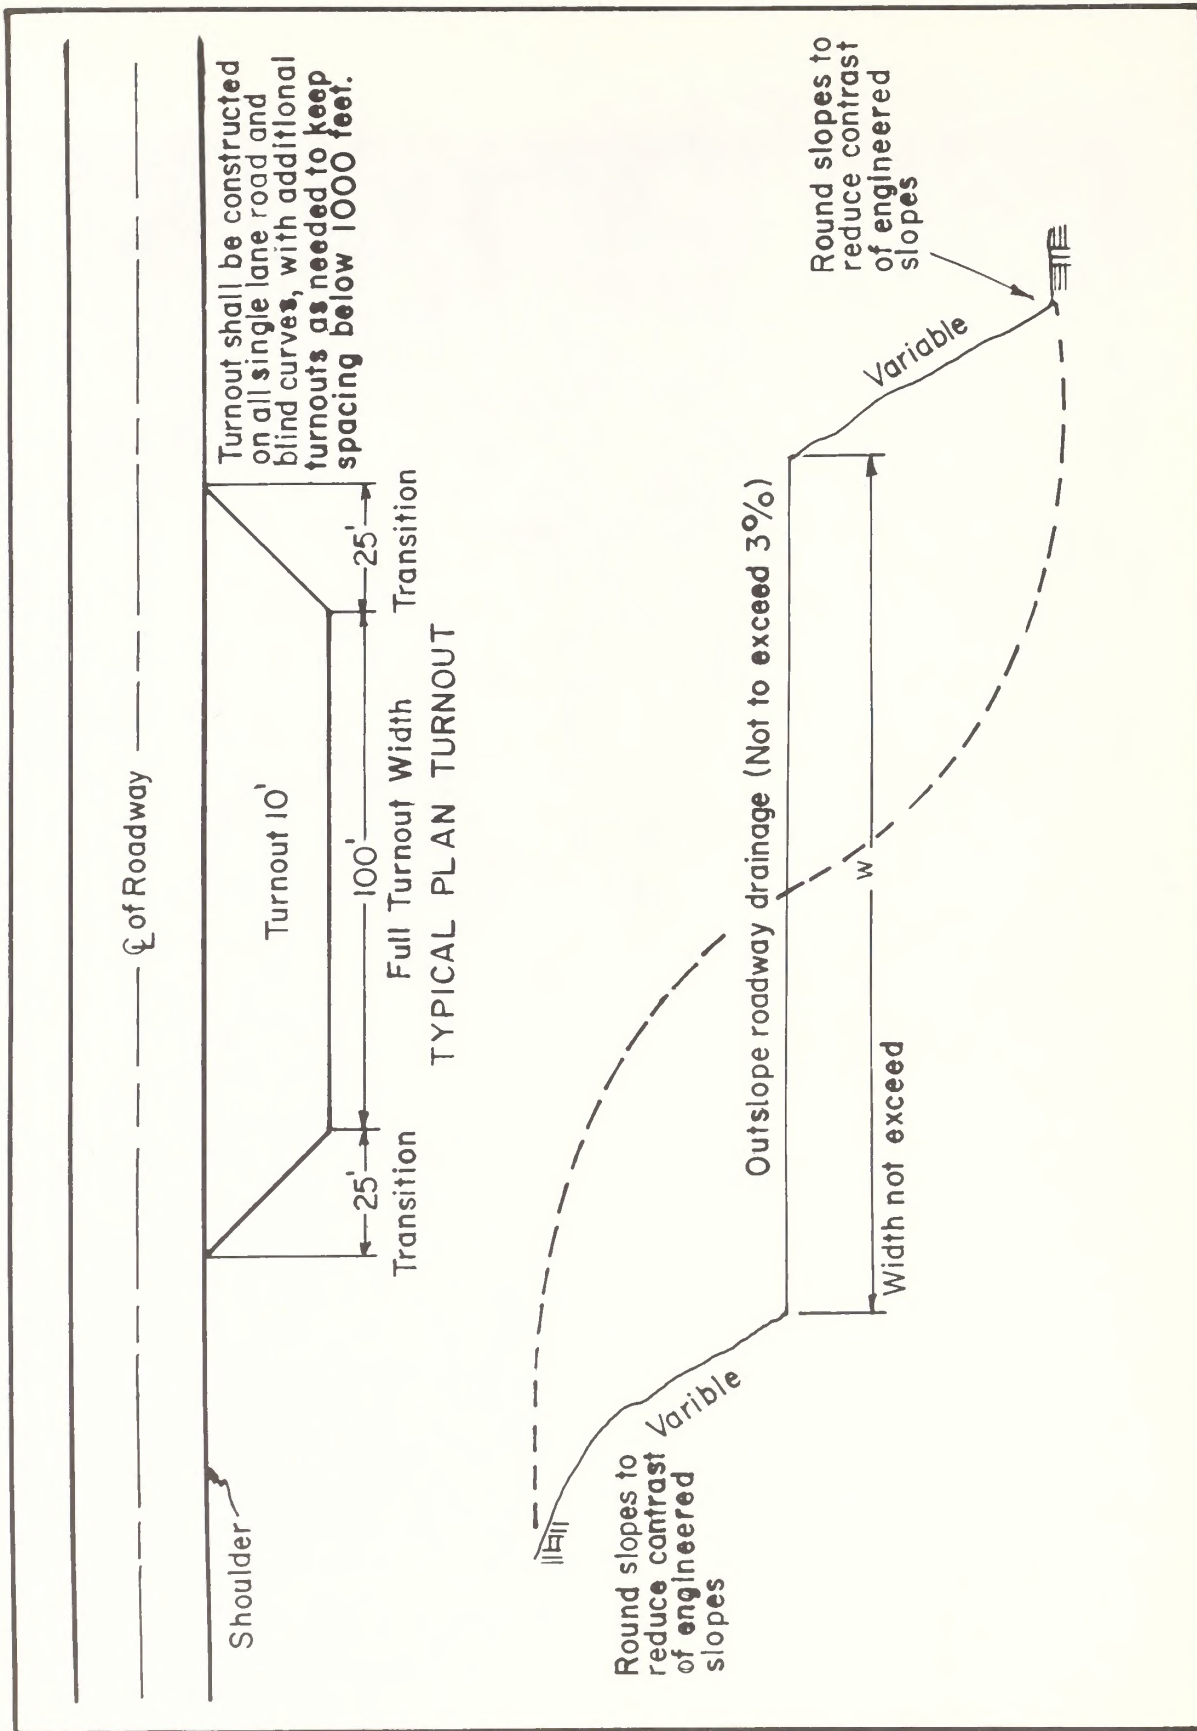 ℄ of Roadway
Shoulder
Turnout 10'
Turnout shall be constructed
on all single lane road and
blind curves, with additional
turnouts as needed to keep
spacing below 1000 feet.
25'
100'
25'
Transition
Full Turnout Width
Transition
TYPICAL PLAN TURNOUT
Round slopes to
reduce contrast
of engineered
slopes
Varible
Outslope roadway drainage (Not to exceed 3%)
Width not exceed
W
Variable
Round slopes to
reduce contrast
of engineered
slopes